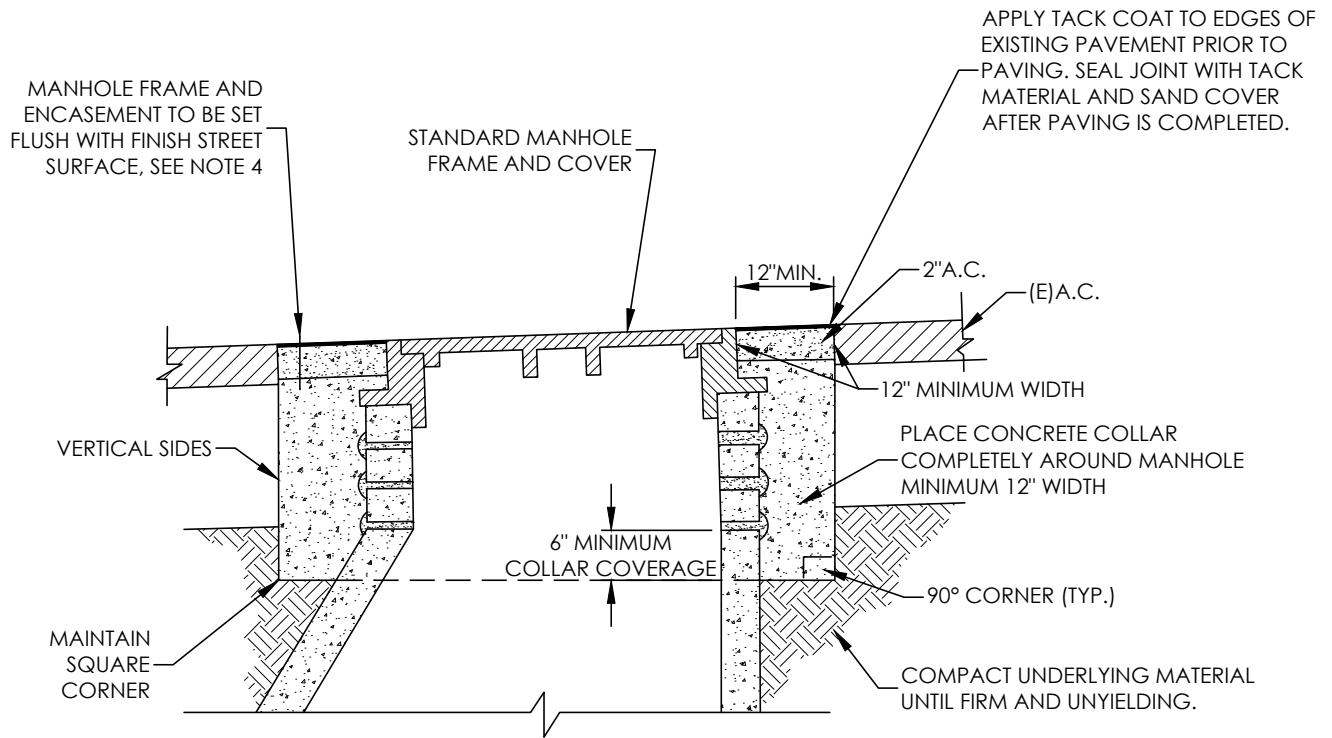 APPLY TACK COAT TO EDGES OF
EXISTING PAVEMENT PRIOR TO
PAVING. SEAL JOINT WITH TACK
MATERIAL AND SAND COVER
AFTER PAVING IS COMPLETED.
MANHOLE FRAME AND
ENCASEMENT TO BE SET
FLUSH WITH FINISH STREET
SURFACE, SEE NOTE 4
STANDARD MANHOLE
FRAME AND COVER
12"MIN.
2"A.C.
(E)A.C.
12" MINIMUM WIDTH
VERTICAL SIDES
PLACE CONCRETE COLLAR
COMPLETELY AROUND MANHOLE
MINIMUM 12" WIDTH
6" MINIMUM
COLLAR COVERAGE
90° CORNER (TYP.)
MAINTAIN
SQUARE
CORNER
COMPACT UNDERLYING MATERIAL
UNTIL FIRM AND UNYIELDING.